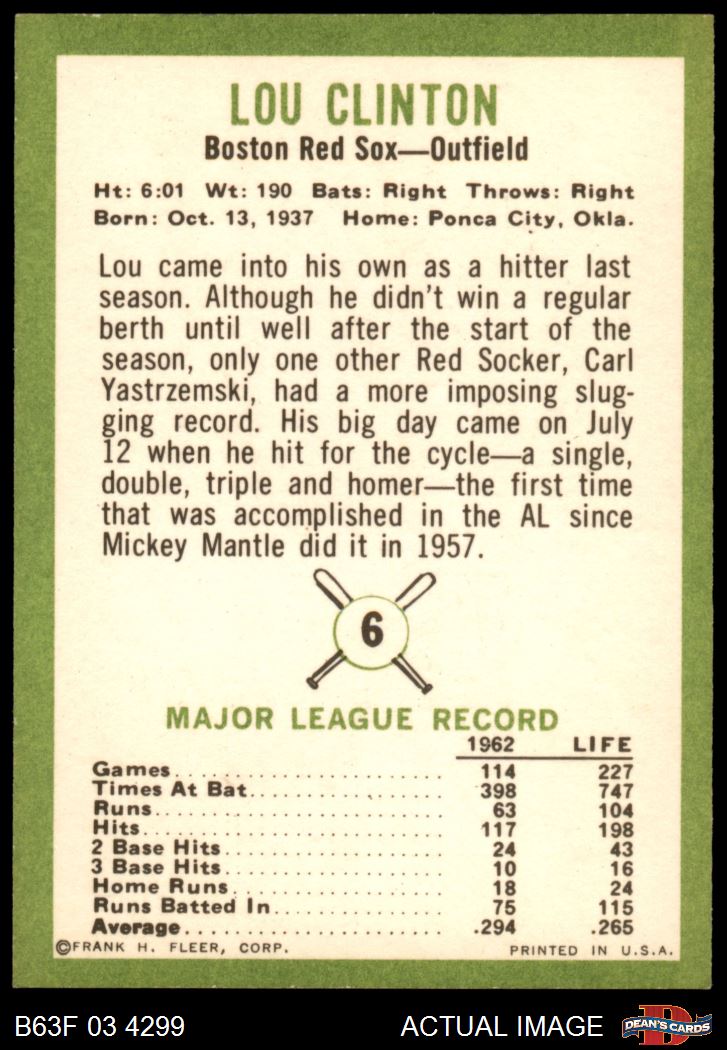 LOU CLINTON
Boston Red Sox—Outfield
Ht: 6:01 Wt: 190 Bats: Right Throws: Right
Born: Oct. 13, 1937 Home: Ponca City, Okla.
Lou came into his own as a hitter last
season. Although he didn't win a regular
berth until well after the start of the
season, only one other Red Socker, Carl
Yastrzemski, had a more imposing slug-
ging record. His big day came on July
12 when he hit for the cycle—a single,
double, triple and homer—the first time
that was accomplished in the AL since
Mickey Mantle did it in 1957.
6
MAJOR LEAGUE RECORD
1962 LIFE
Games 114 227
Times At Bat 398 747
Runs 63 104
Hits 117 198
2 Base Hits 24 43
3 Base Hits 10 16
Home Runs 18 24
Runs Batted In 75 115
Average .294 .265
©FRANK H. FLEER, CORP. PRINTED IN U.S.A.
B63F 03 4299 ACTUAL IMAGE D DEAN'S CARDS